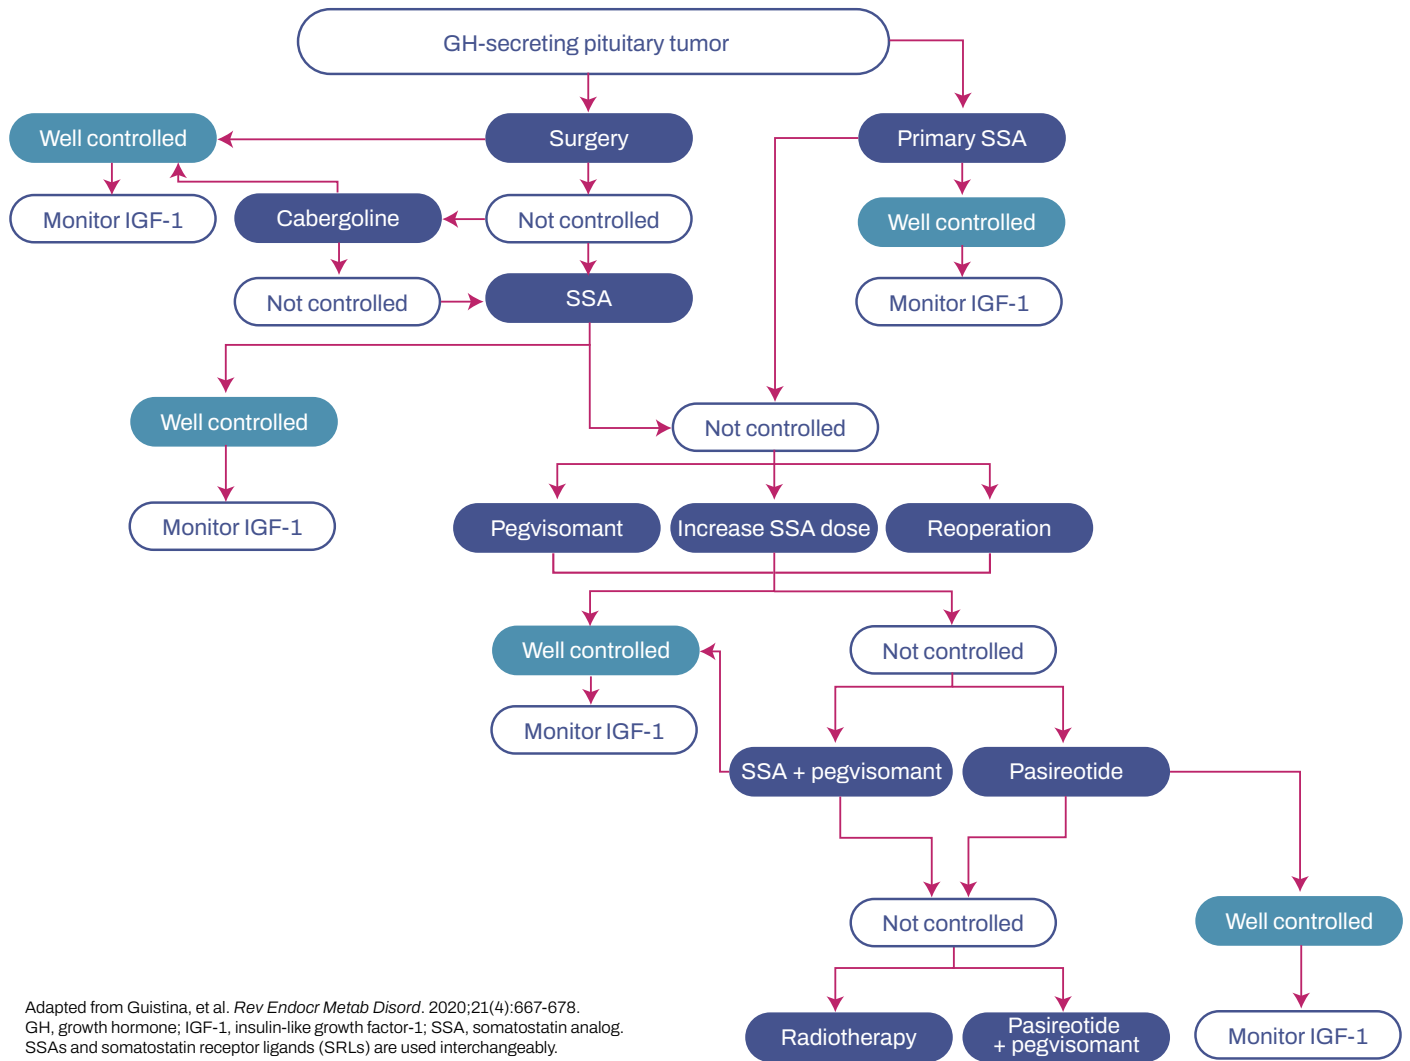 GH-secreting pituitary tumor
Well controlled
Surgery
Primary SSA
Monitor IGF-1
Cabergoline
Not controlled
Well controlled
Not controlled
SSA
Monitor IGF-1
Well controlled
Not controlled
Monitor IGF-1
Pegvisomant
Increase SSA dose
Reoperation
Well controlled
Not controlled
Monitor IGF-1
SSA + pegvisomant
Pasireotide
Not controlled
Well controlled
Radiotherapy
Pasireotide
+ pegvisomant
Monitor IGF-1
Adapted from Guistina, et al. Rev Endocr Metab Disord. 2020;21(4):667-678.
GH, growth hormone; IGF-1, insulin-like growth factor-1; SSA, somatostatin analog.
SSAs and somatostatin receptor ligands (SRLs) are used interchangeably.